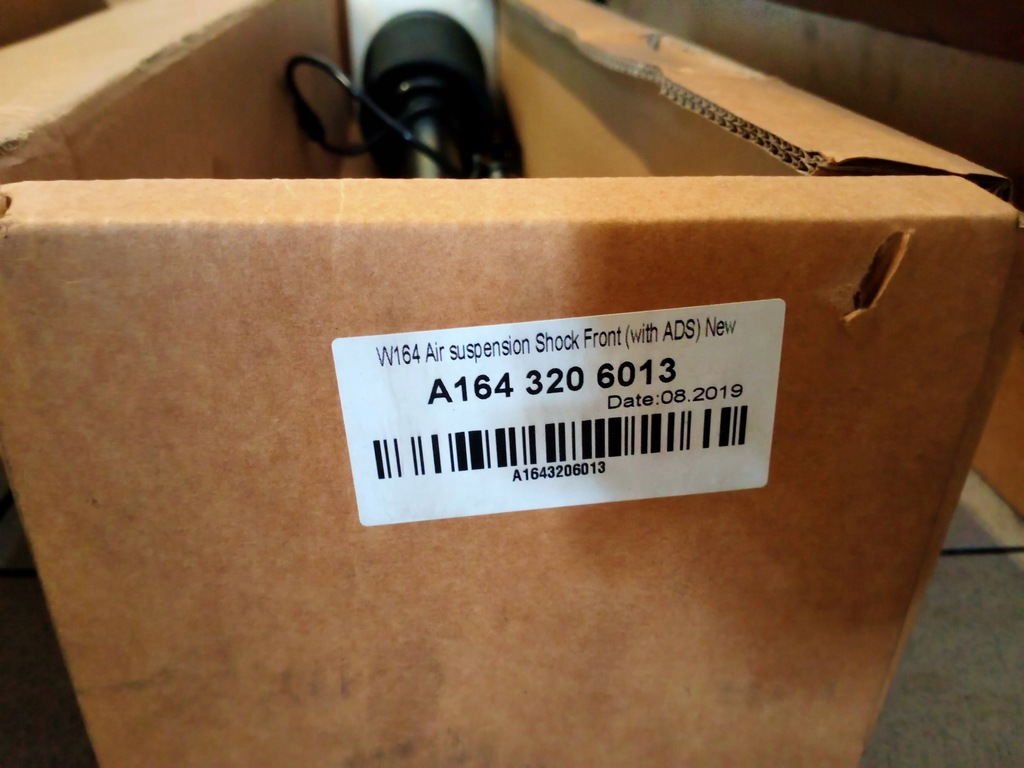 W164 Air suspension Shock Front (with ADS) New
A164 320 6013
Date:08.2019
A1643206013